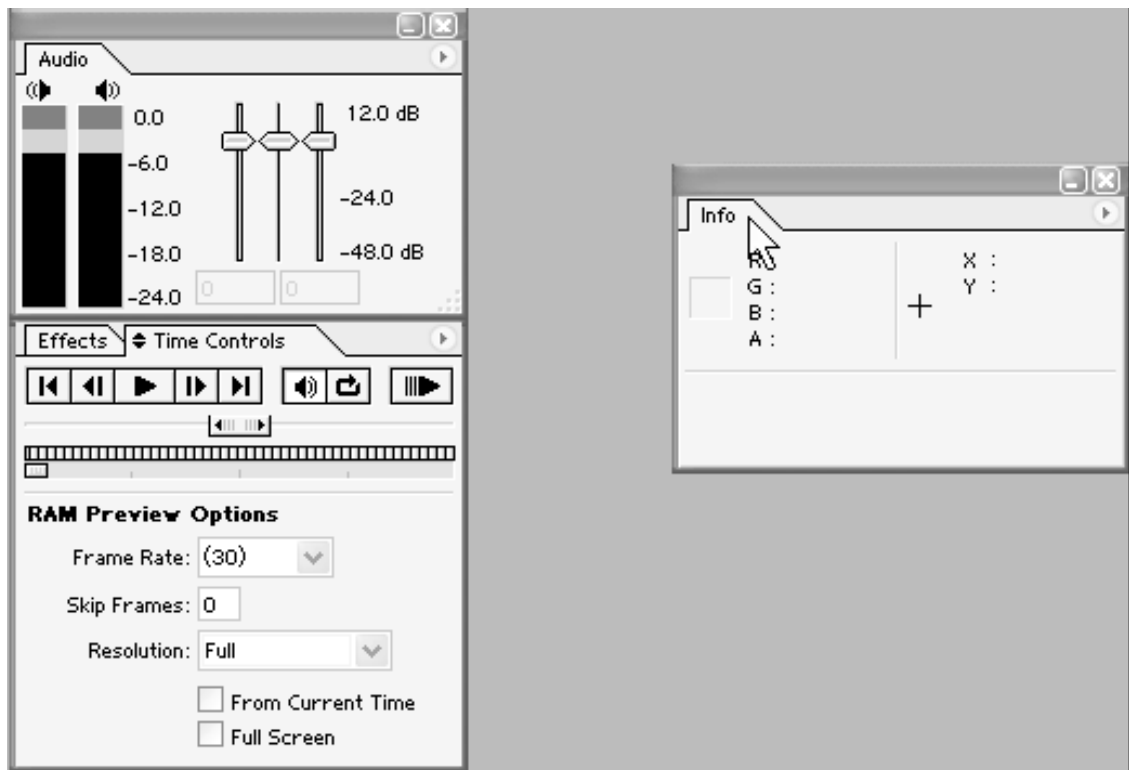 Audio
0.0
-6.0
-12.0
-18.0
-24.0
12.0 dB
-24.0
-48.0 dB
0 0
Effects Time Controls
RAM Preview Options
Frame Rate: (30)
Skip Frames: 0
Resolution: Full
From Current Time
Full Screen
Info
R
G :
B :
A :
X :
Y :